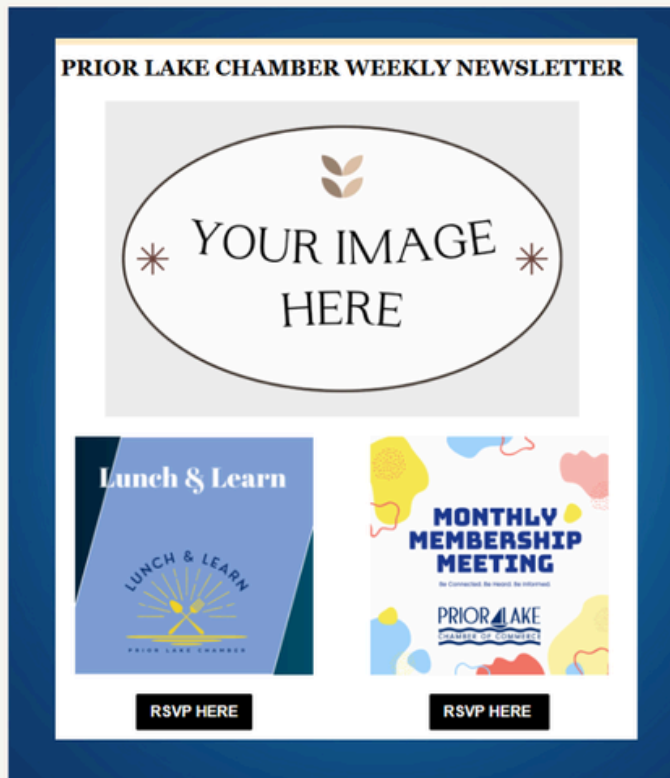 PRIOR LAKE CHAMBER WEEKLY NEWSLETTER
YOUR IMAGE
HERE
Lunch & Learn
LUNCH & LEARN
PRIOR LAKE CHAMBER
RSVP HERE
MONTHLY
MEMBERSHIP
MEETING
Be Connected. Be Heard. Be Informed.
PRIOR LAKE
CHAMBER OF COMMERCE
RSVP HERE